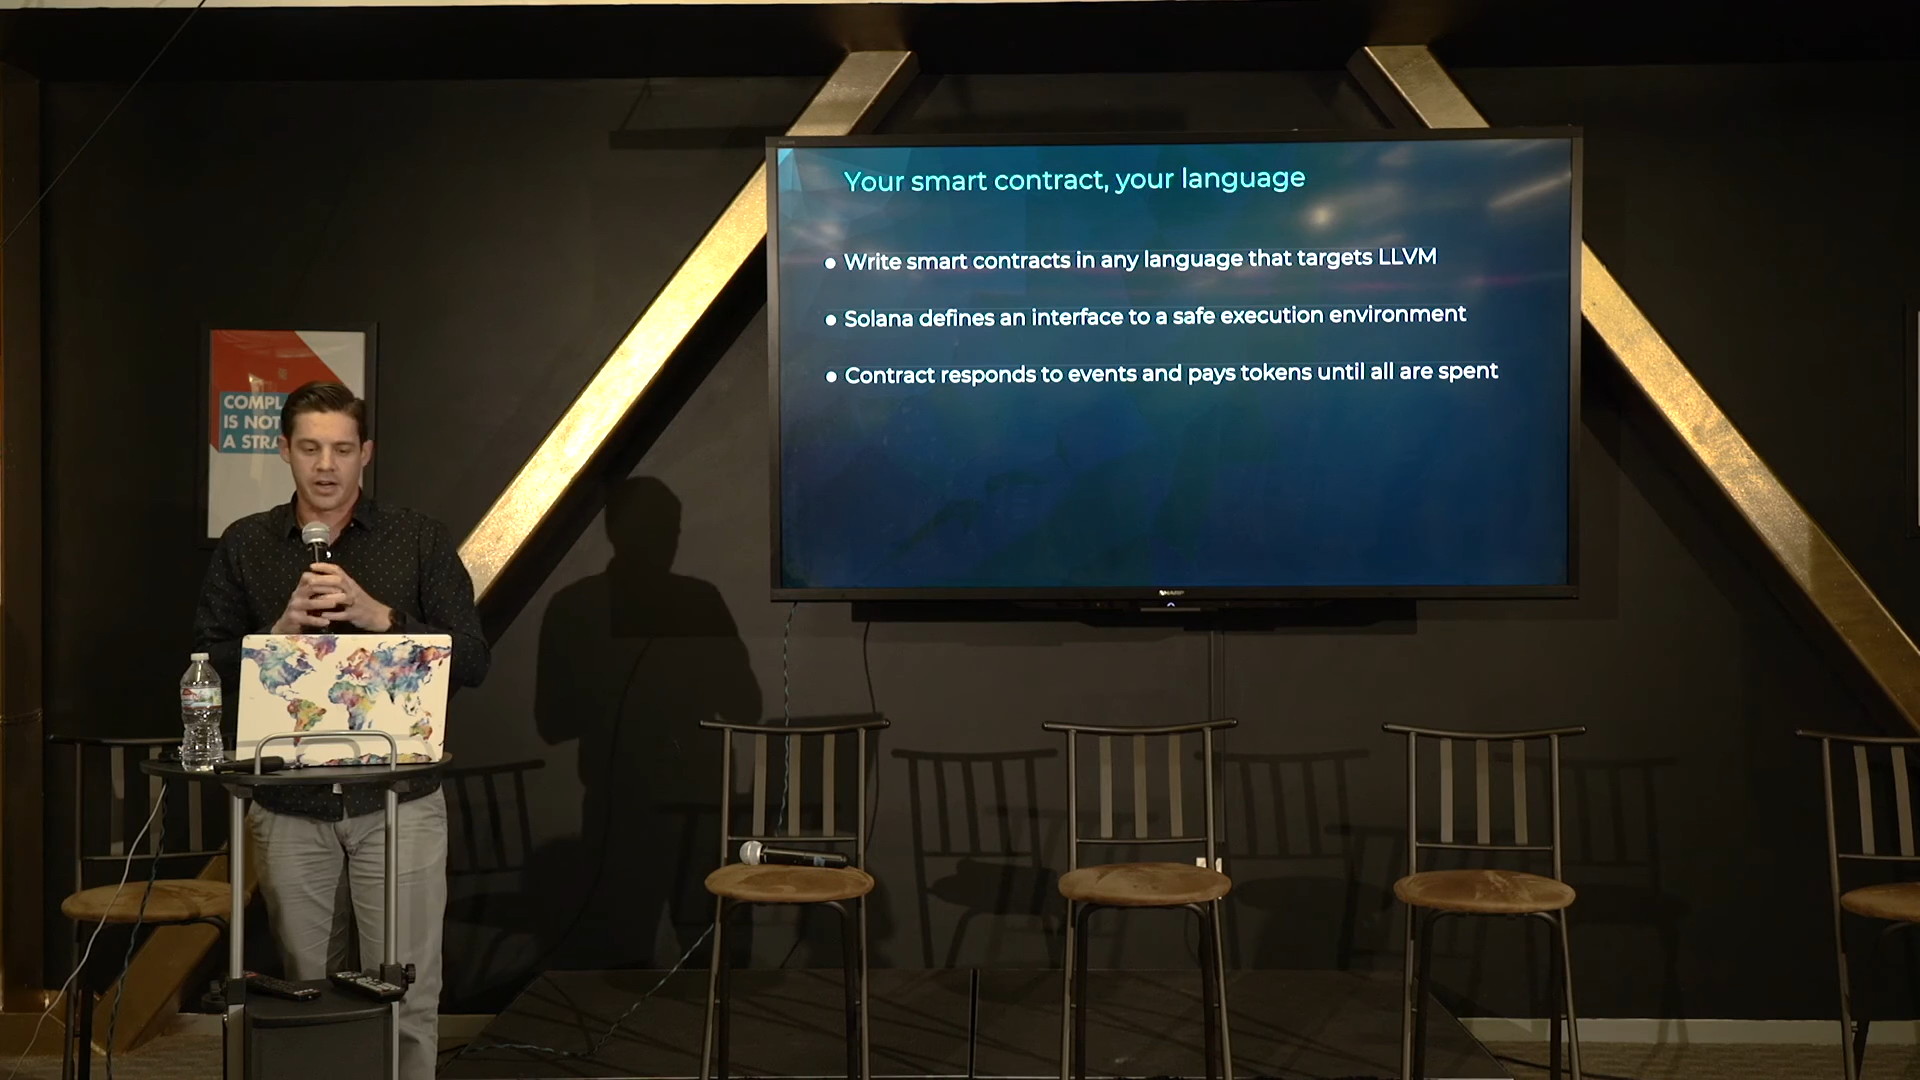 Your smart contract, your language
● Write smart contracts in any language that targets LLVM
● Solana defines an interface to a safe execution environment
● Contract responds to events and pays tokens until all are spent
COMPL
IS NOT
A STRA
SHARP